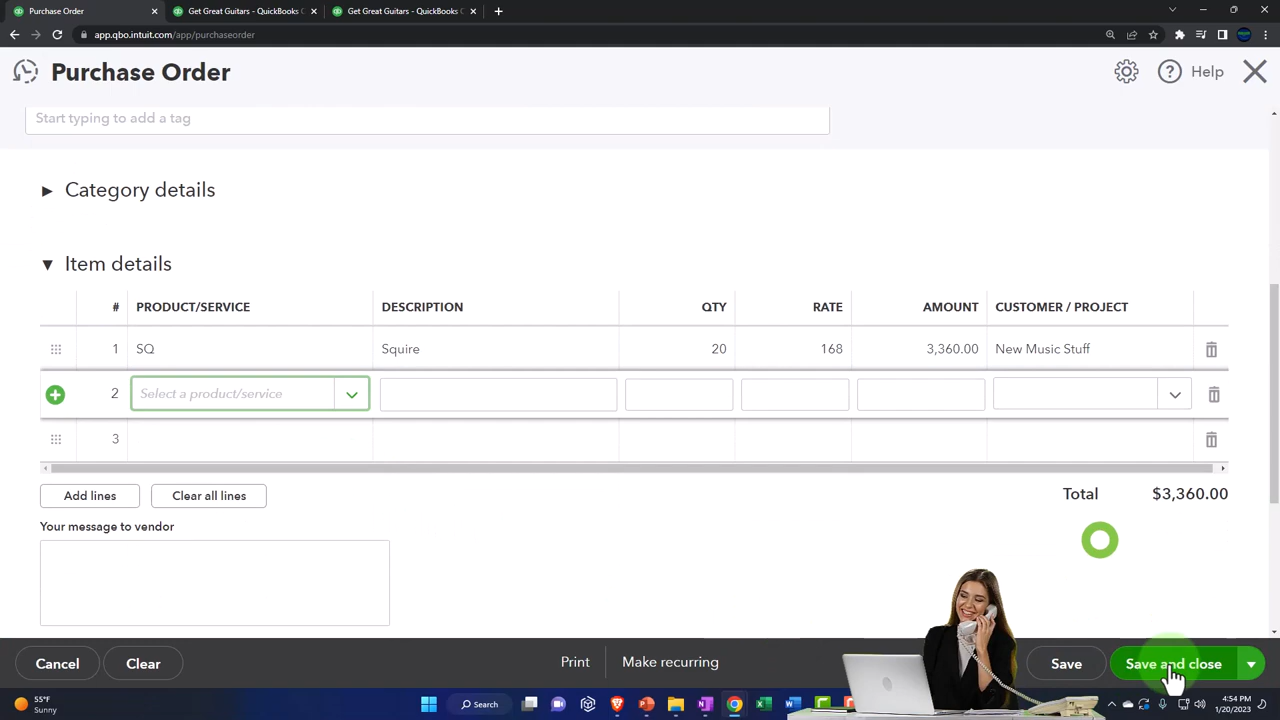 Purchase Order
Get Great Guitars - QuickBooks
Get Great Guitars - QuickBooks
app.qbo.intuit.com/app/purchaseorder
Purchase Order
Help
Start typing to add a tag
Category details
Item details
# PRODUCT/SERVICE DESCRIPTION QTY RATE AMOUNT CUSTOMER / PROJECT
1 SQ Squire 20 168 3,360.00 New Music Stuff
2 Select a product/service
3
Add lines Clear all lines Total $3,360.00
Your message to vendor
Cancel Clear Print Make recurring Save Save and close
55°F
Sunny
Search
4:54 PM
1/20/2023